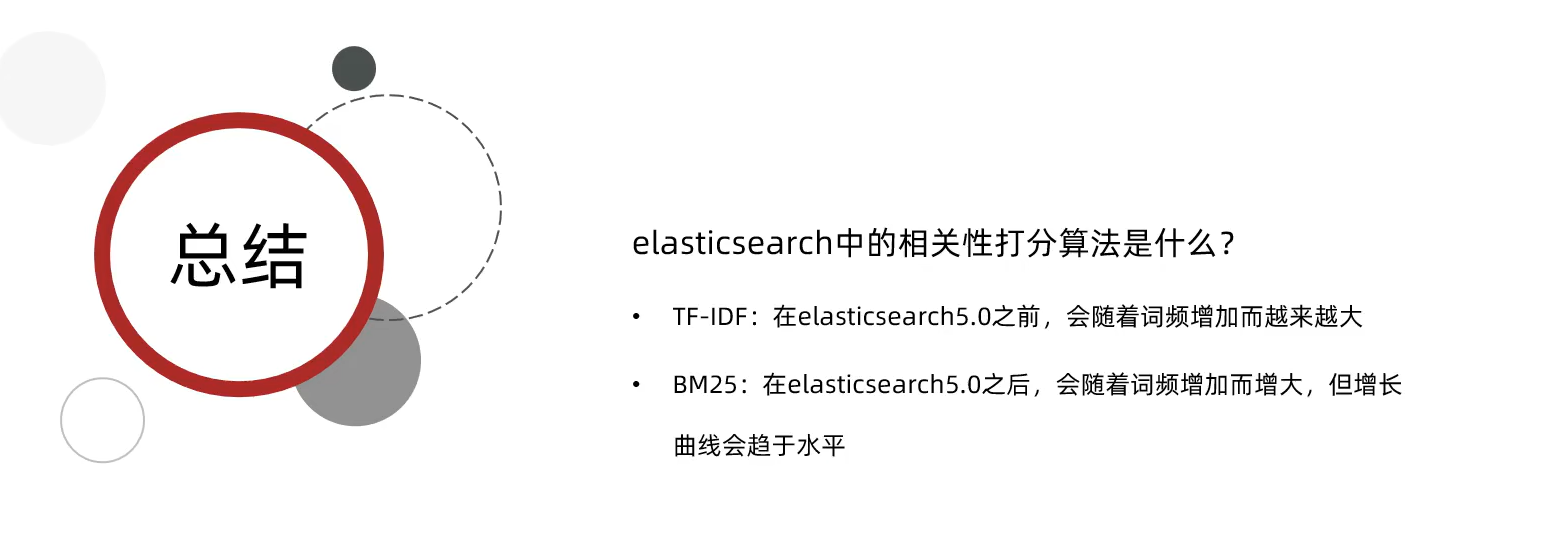 总结
elasticsearch中的相关性打分算法是什么？
• TF-IDF：在elasticsearch5.0之前，会随着词频增加而越来越大
• BM25：在elasticsearch5.0之后，会随着词频增加而增大，但增长
曲线会趋于水平